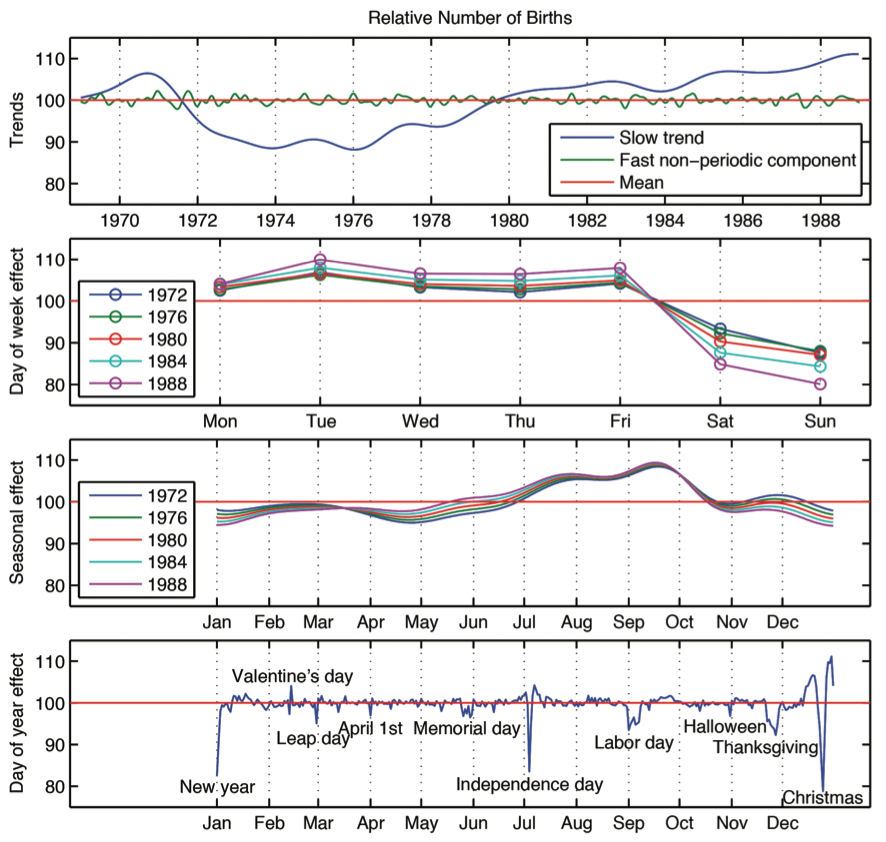 Relative Number of Births
Trends
110
100
90
80
Slow trend
Fast non−periodic component
Mean
1970 1972 1974 1976 1978 1980 1982 1984 1986 1988
Day of week effect
110
100
90
80
1972
1976
1980
1984
1988
Mon Tue Wed Thu Fri Sat Sun
Seasonal effect
110
100
90
80
1972
1976
1980
1984
1988
Jan Feb Mar Apr May Jun Jul Aug Sep Oct Nov Dec
Day of year effect
110
100
90
80
Valentine's day
Leap day
April 1st
Memorial day
Halloween
Labor day
Thanksgiving
New year
Independence day
Christmas
Jan Feb Mar Apr May Jun Jul Aug Sep Oct Nov Dec